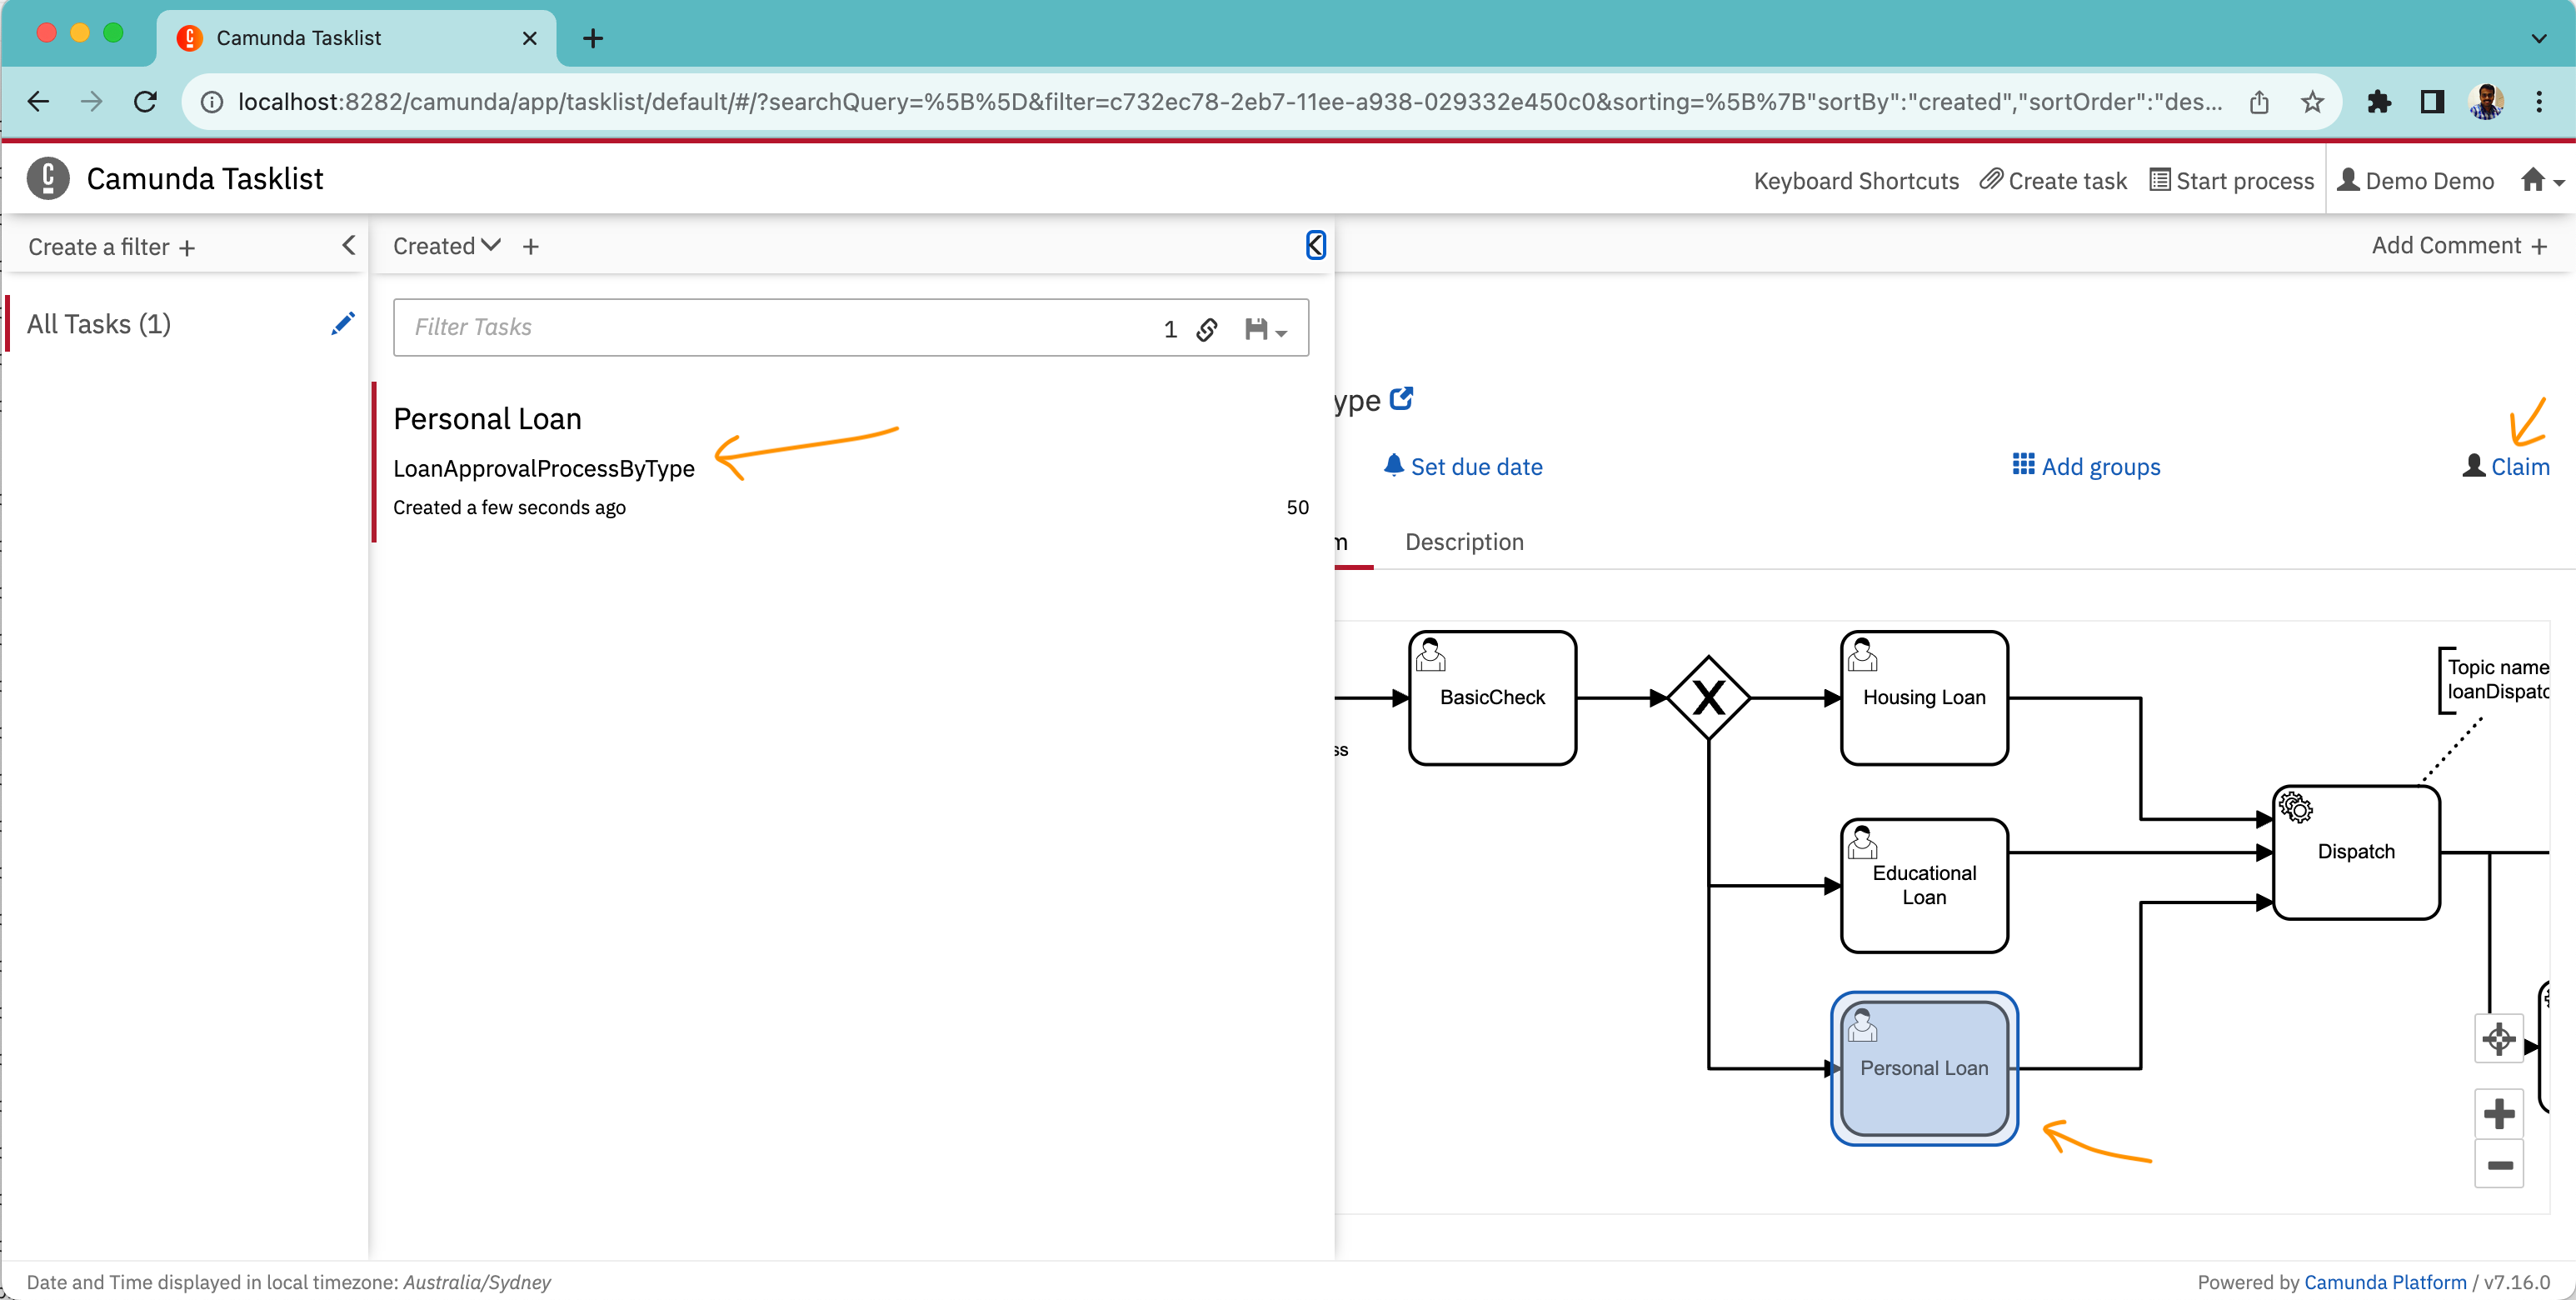 Camunda Tasklist
localhost:8282/camunda/app/tasklist/default/#/?searchQuery=%5B%5D&filter=c732ec78-2eb7-11ee-a938-029332e450c0&sorting=%5B%7B"sortBy":"created","sortOrder":"des...
Camunda Tasklist
Keyboard Shortcuts
Create task
Start process
Demo Demo
Create a filter +
Created
+
Add Comment +
All Tasks (1)
Filter Tasks
1
Personal Loan
LoanApprovalProcessByType
Created a few seconds ago
50
ype
Set due date
Add groups
Claim
m
Description
BasicCheck
ss
Housing Loan
Educational
Loan
Personal Loan
Dispatch
Topic name
loanDispatc
Date and Time displayed in local timezone: Australia/Sydney
Powered by Camunda Platform / v7.16.0